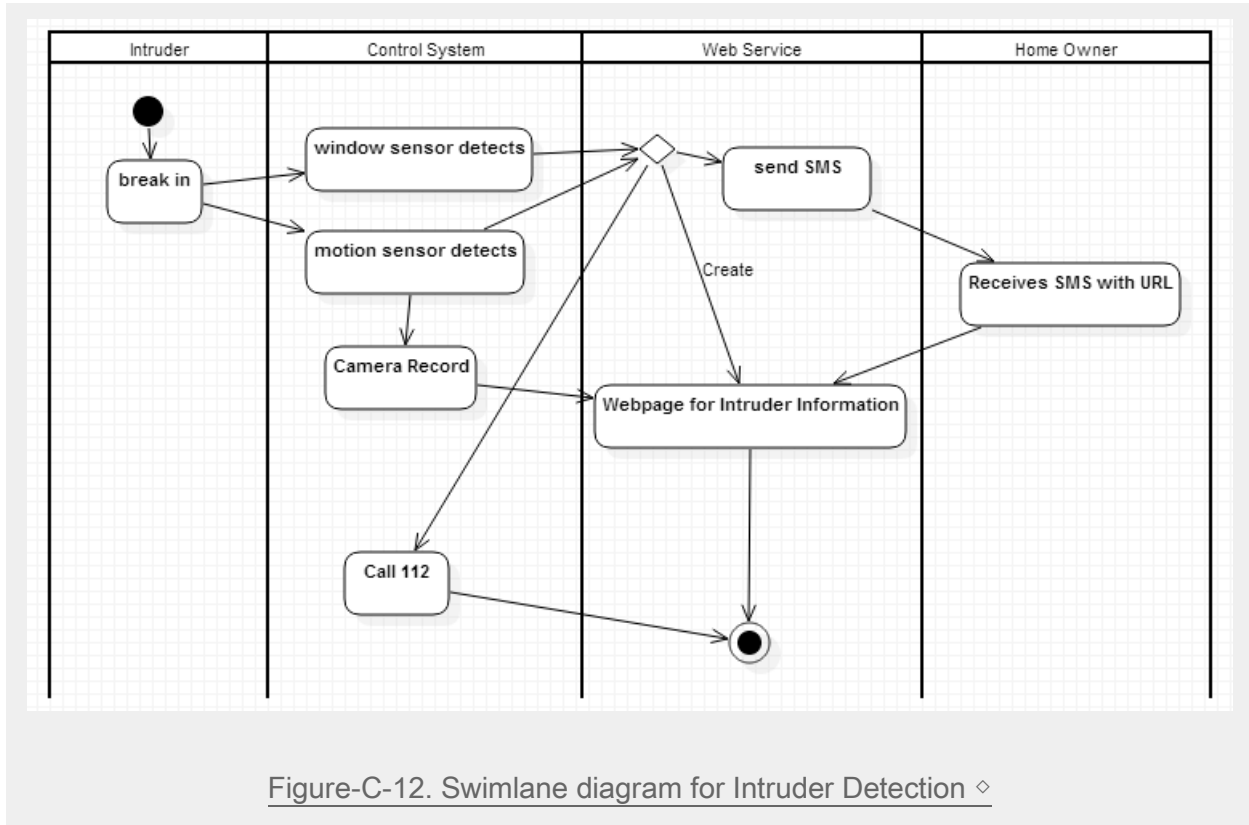 Intruder
Control System
Web Service
Home Owner
window sensor detects
send SMS
break in
motion sensor detects
Create
Receives SMS with URL
Camera Record
Webpage for Intruder Information
Call 112
Figure-C-12. Swimlane diagram for Intruder Detection ⬦